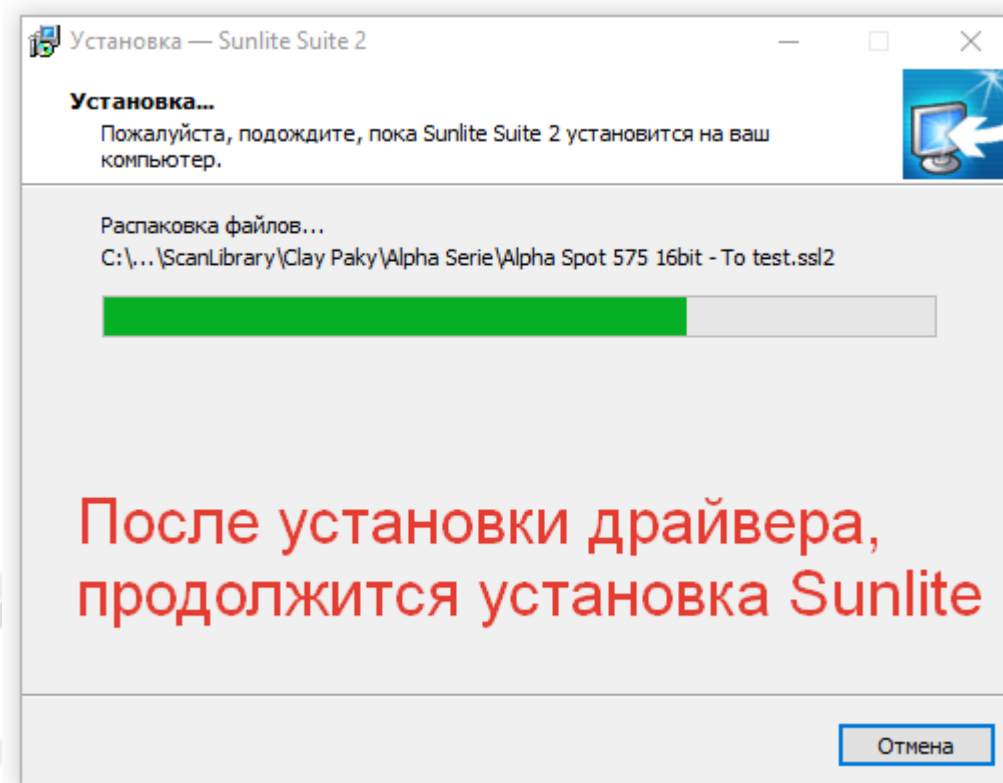 Установка — Sunlite Suite 2
Установка...
Пожалуйста, подождите, пока Sunlite Suite 2 установится на ваш
компьютер.
Распаковка файлов...
C:\...\ScanLibrary\Clay Paky\Alpha Serie\Alpha Spot 575 16bit - To test.ssl2
После установки драйвера,
продолжится установка Sunlite
Отмена